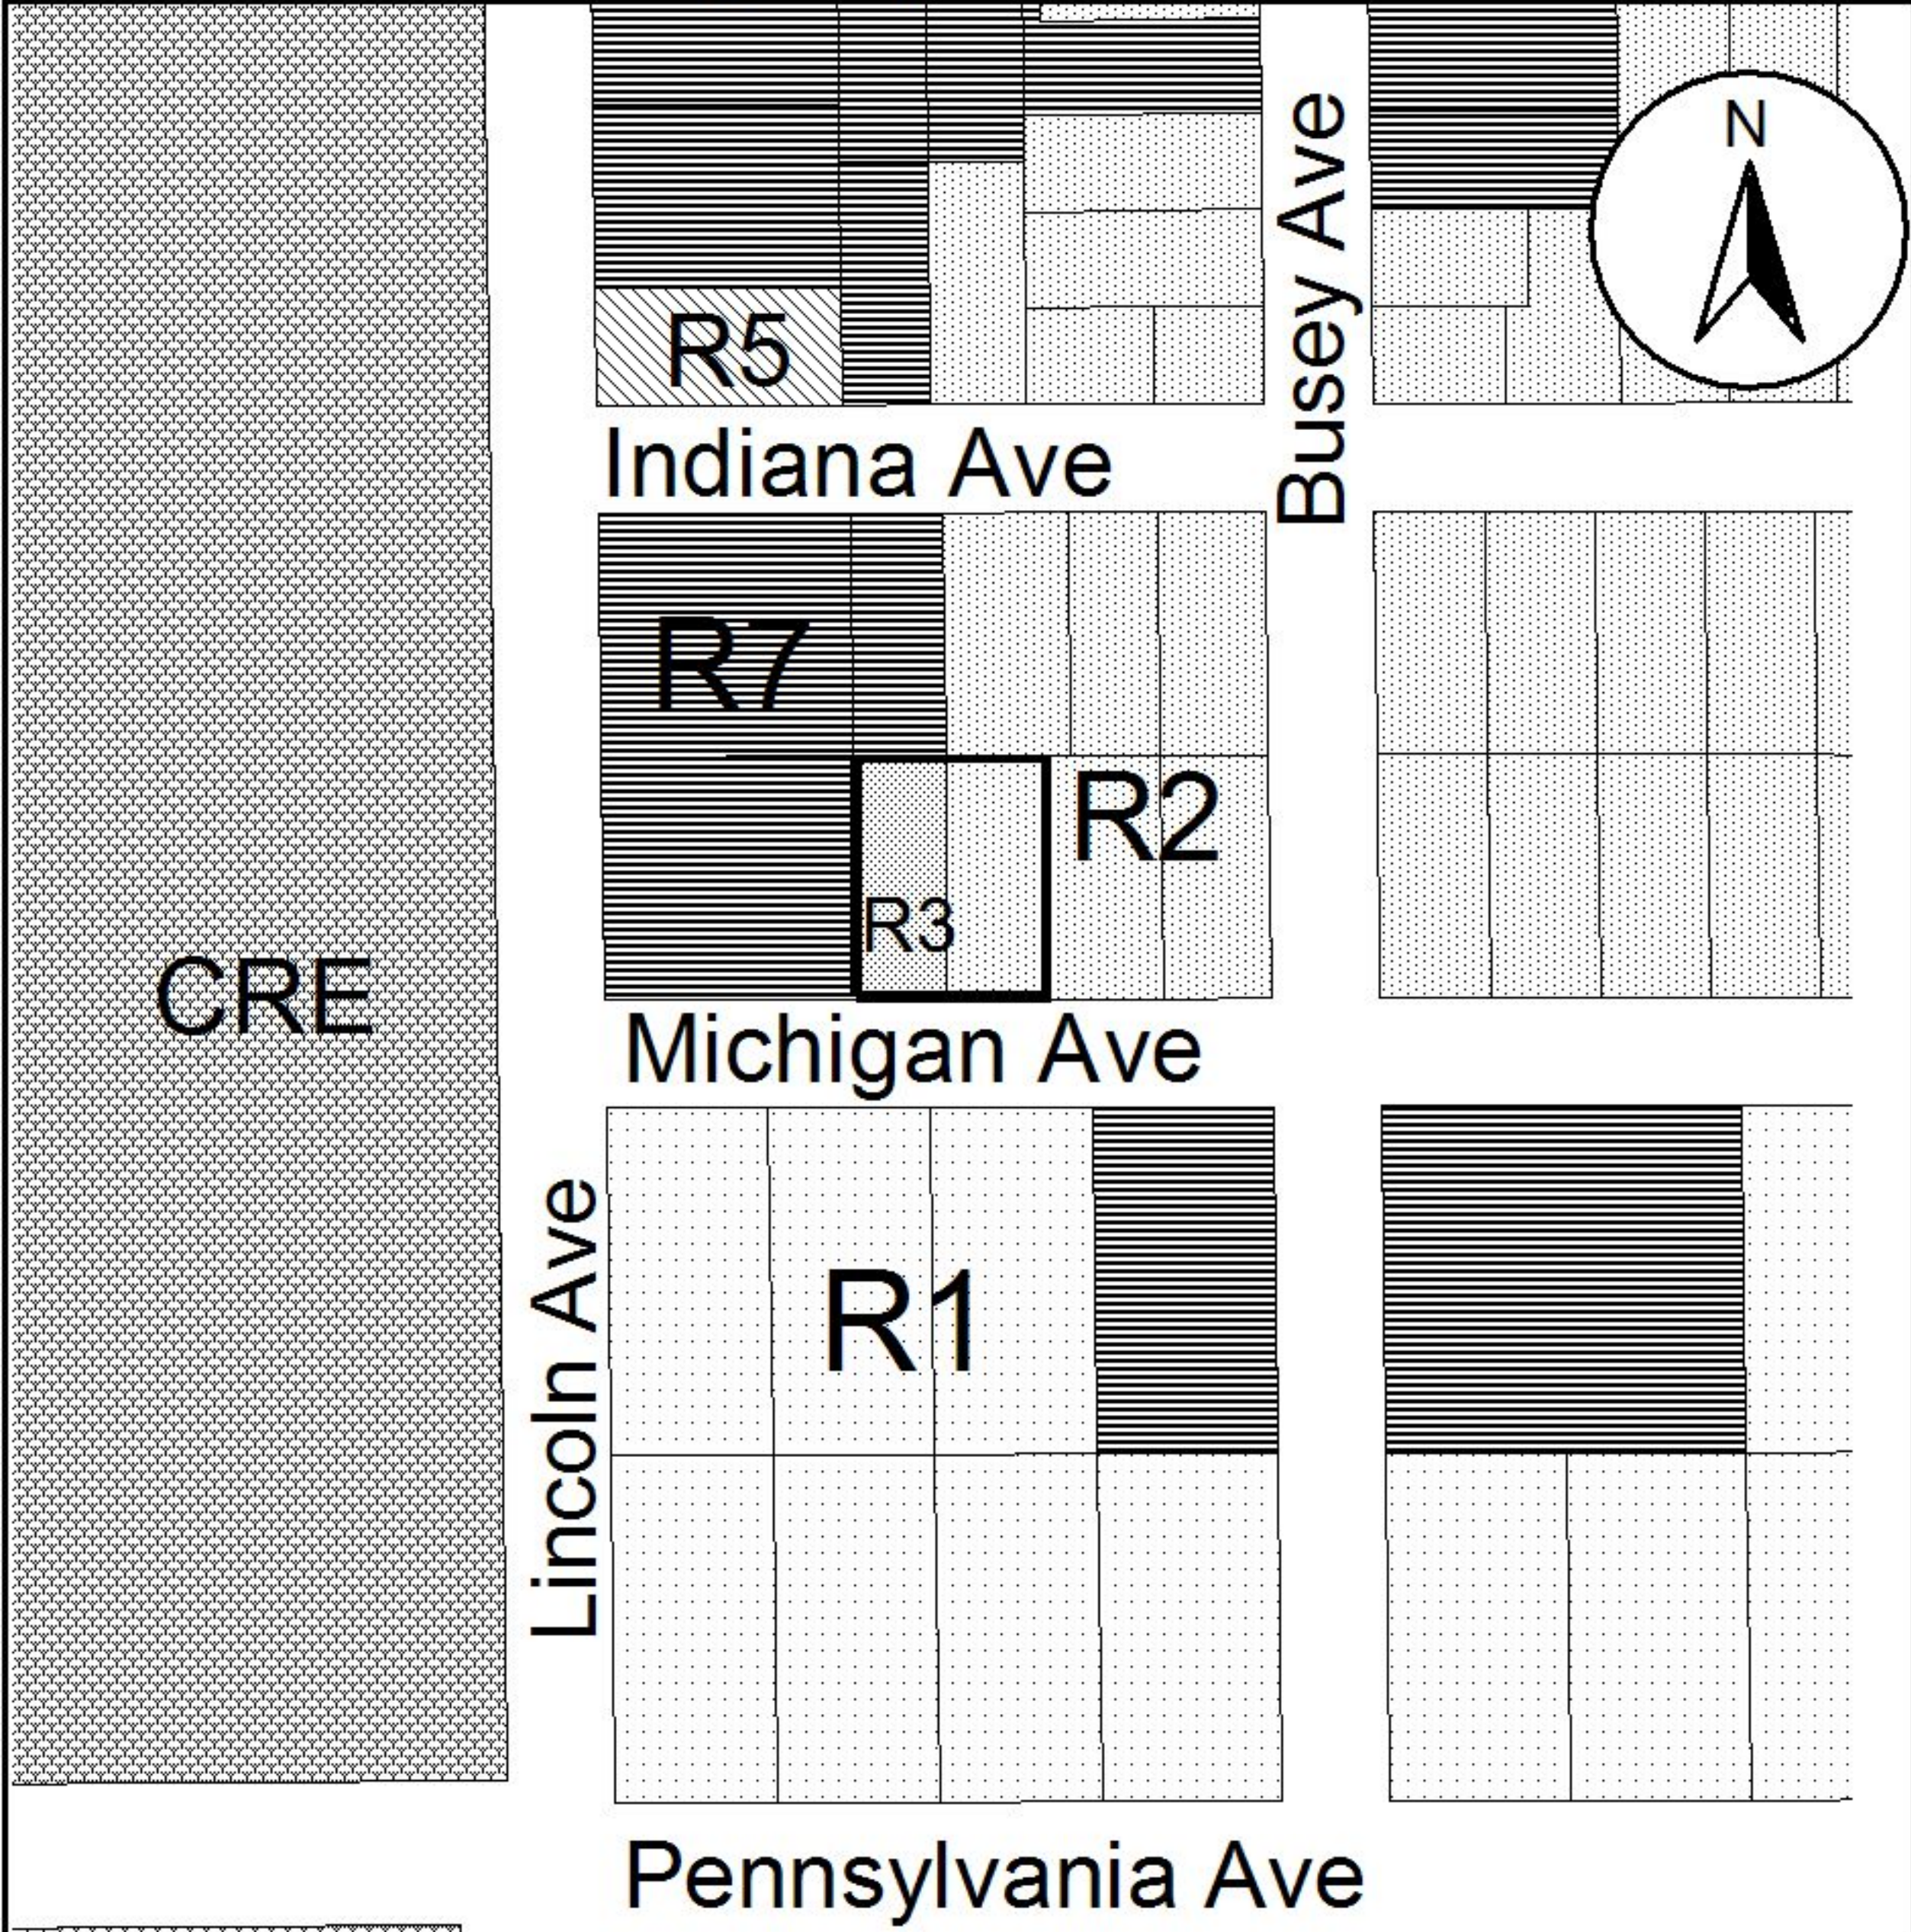 N
Busey Ave
R5
Indiana Ave
R7
R2
R3
CRE
Michigan Ave
Lincoln Ave
R1
Pennsylvania Ave